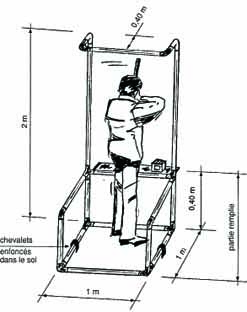 0,40 m
2 m
0,40 m
partie remplie
chevalets
enfoncés
dans le sol
1 m
1 m